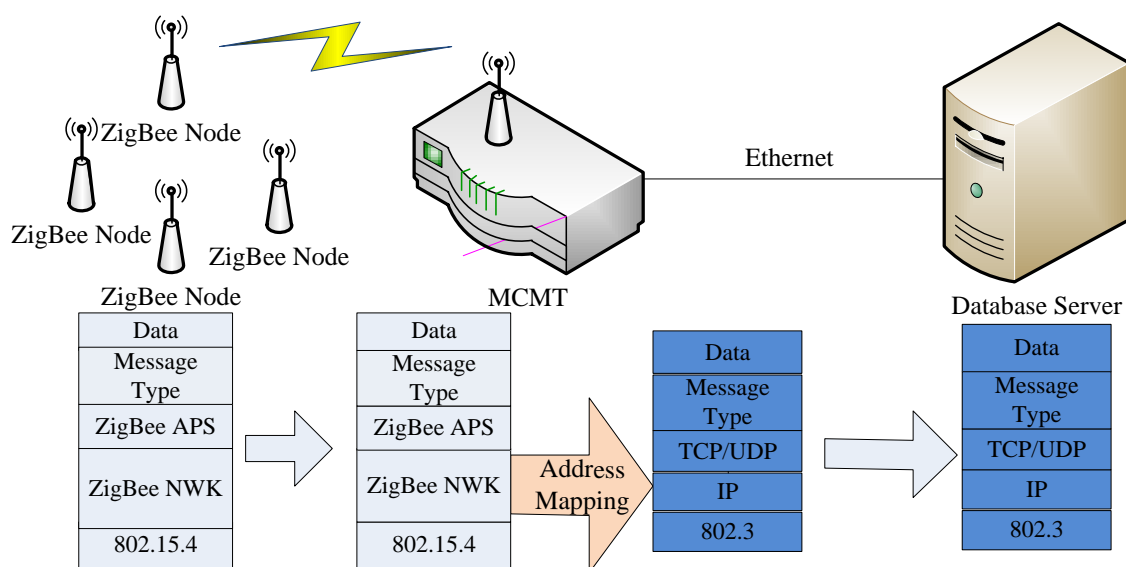 ZigBee Node
ZigBee Node
ZigBee Node
ZigBee Node
MCMT
Ethernet
Database Server
Data
Message
Type
ZigBee APS
ZigBee NWK
802.15.4
Data
Message
Type
ZigBee APS
ZigBee NWK
802.15.4
Address
Mapping
Data
Message
Type
TCP/UDP
IP
802.3
Data
Message
Type
TCP/UDP
IP
802.3